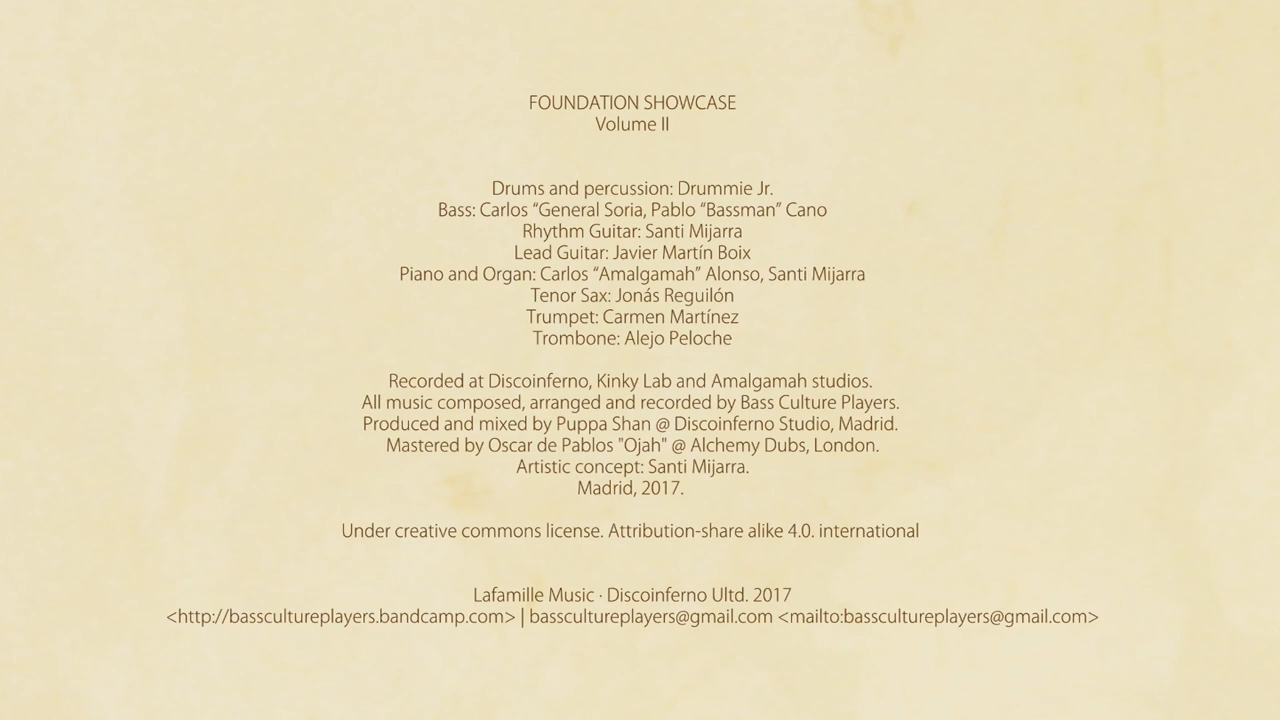 FOUNDATION SHOWCASE
Volume II
Drums and percussion: Drummie Jr.
Bass: Carlos “General Soria, Pablo “Bassman” Cano
Rhythm Guitar: Santi Mijarra
Lead Guitar: Javier Martín Boix
Piano and Organ: Carlos “Amalgamah” Alonso, Santi Mijarra
Tenor Sax: Jonás Reguilón
Trumpet: Carmen Martínez
Trombone: Alejo Peloche
Recorded at Discoinferno, Kinky Lab and Amalgamah studios.
All music composed, arranged and recorded by Bass Culture Players.
Produced and mixed by Puppa Shan @ Discoinferno Studio, Madrid.
Mastered by Oscar de Pablos "Ojah" @ Alchemy Dubs, London.
Artistic concept: Santi Mijarra.
Madrid, 2017.
Under creative commons license. Attribution-share alike 4.0. international
Lafamille Music · Discoinferno Ultd. 2017
<http://basscultureplayers.bandcamp.com> | basscultureplayers@gmail.com <mailto:basscultureplayers@gmail.com>